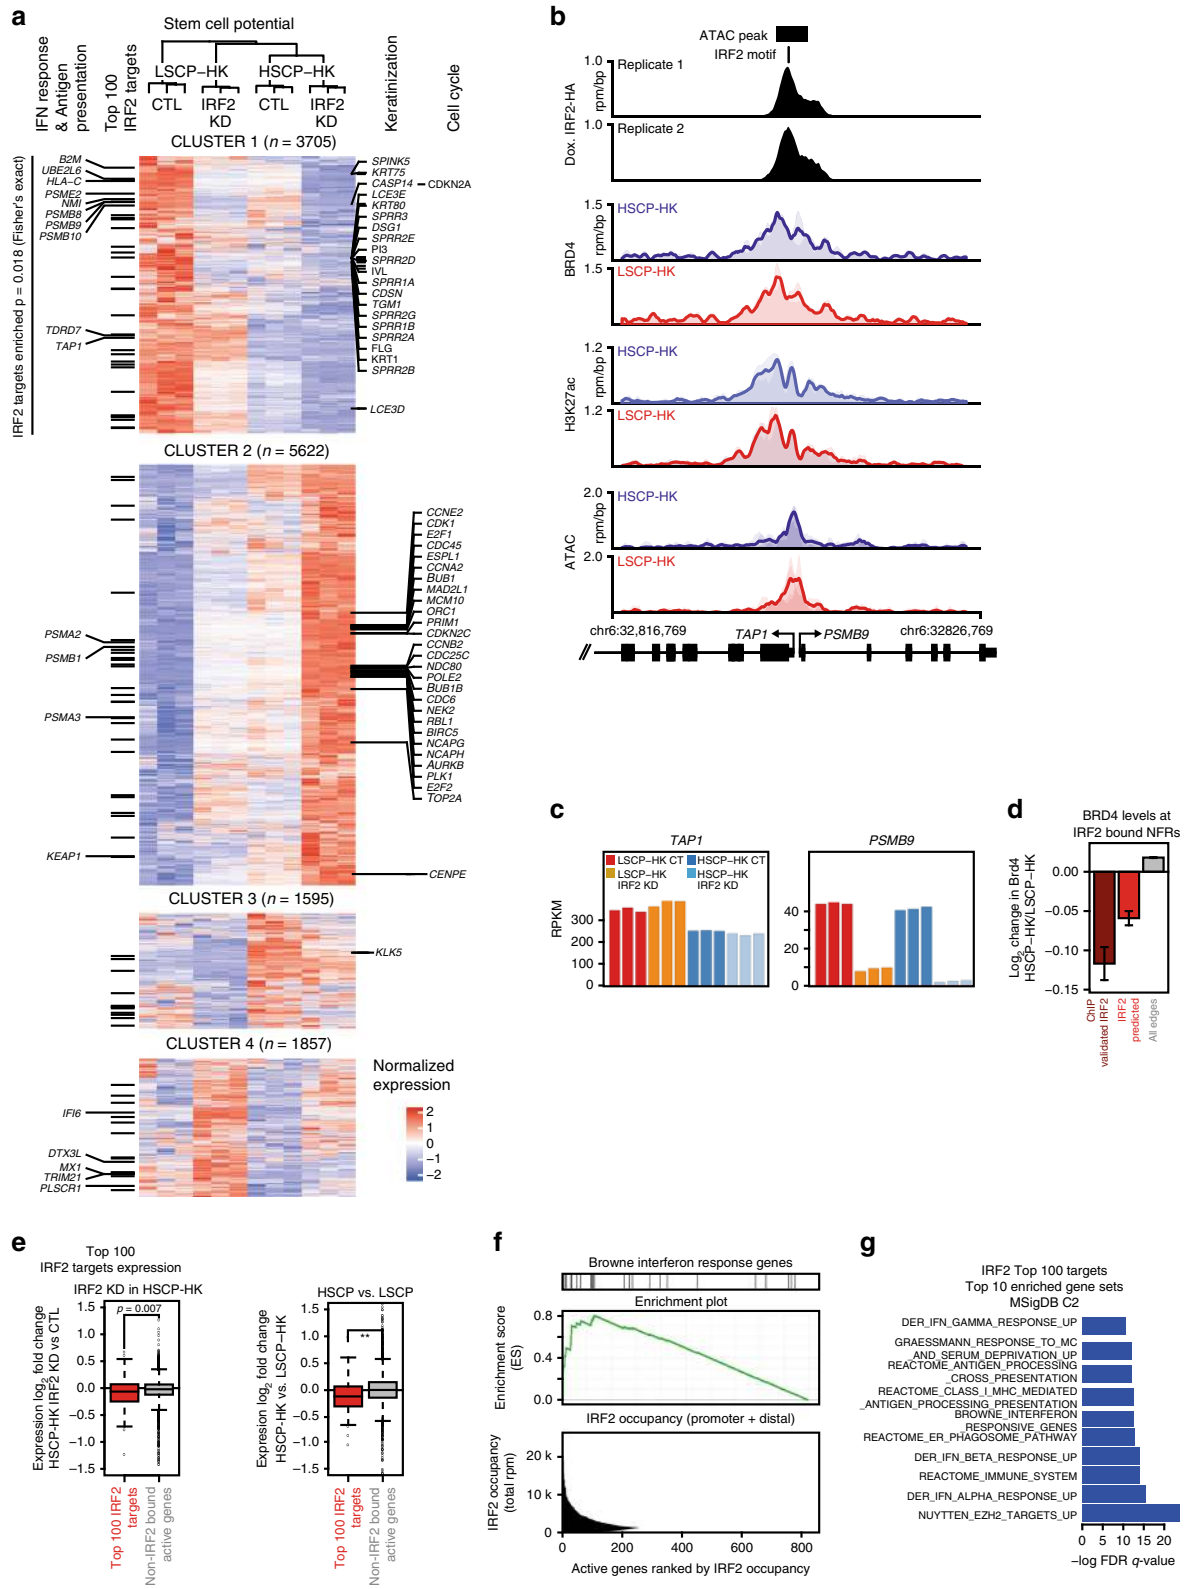 a
Stem cell potential
IFN response
& Antigen
presentation
Top 100
IRF2 targets
LSCP–HK
HSCP–HK
CTL
IRF2
KD
CTL
IRF2
KD
Keratinization
Cell cycle
CLUSTER 1 (n = 3705)
IRF2 targets enriched p = 0.018 (Fisher's exact)
B2M
UBE2L6
HLA–C
PSME2
NMI
PSMB8
PSMB9
PSMB10
TDRD7
TAP1
SPINK5
KRT75
CASP14
CDKN2A
LCE3E
KRT80
SPRR3
DSG1
SPRR2E
PI3
SPRR2D
IVL
SPRR1A
CDSN
TGM1
SPRR2G
SPRR1B
SPRR2A
FLG
KRT1
SPRR2B
LCE3D
CLUSTER 2 (n = 5622)
PSMA2
PSMB1
PSMA3
KEAP1
CCNE2
CDK1
E2F1
CDC45
ESPL1
CCNA2
BUB1
MAD2L1
MCM10
ORC1
PRIM1
CDKN2C
CCNB2
CDC25C
NDC80
POLE2
BUB1B
CDC6
NEK2
RBL1
BIRC5
NCAPG
NCAPH
AURKB
PLK1
E2F2
TOP2A
CENPE
CLUSTER 3 (n = 1595)
KLK5
CLUSTER 4 (n = 1857)
IFI6
DTX3L
MX1
TRIM21
PLSCR1
Normalized
expression
2
1
0
−1
−2
b
ATAC peak
IRF2 motif
Dox. IRF2-HA
1.0
rpm/bp
Replicate 1
1.0
Replicate 2
BRD4
1.5
rpm/bp
HSCP-HK
1.5
LSCP-HK
H3K27ac
1.2
rpm/bp
HSCP-HK
1.2
LSCP-HK
ATAC
2.0
rpm/bp
HSCP-HK
2.0
LSCP-HK
chr6:32,816,769
TAP1
PSMB9
chr6:32826,769
c
TAP1
RPKM
300
200
100
0
LSCP–HK CT
LSCP–HK
IRF2 KD
HSCP–HK CT
HSCP–HK
IRF2 KD
PSMB9
40
20
0
d
BRD4 levels at
IRF2 bound NFRs
Log2 change in Brd4
HSCP-HK/LSCP-HK
0.00
−0.05
−0.10
−0.15
ChIP
validated IRF2
IRF2
predicted
All edges
e
Top 100
IRF2 targets expression
IRF2 KD in HSCP-HK
Expression log2 fold change
HSCP-HK IRF2 KD vs CTL
1.5
1.0
0.5
0.0
−0.5
−1.0
−1.5
p = 0.007
Top 100 IRF2
targets
Non-IRF2 bound
active genes
HSCP vs. LSCP
Expression log2 fold change
HSCP-HK vs. LSCP–HK
1.5
1.0
0.5
0.0
−0.5
−1.0
−1.5
**
Top 100 IRF2
targets
Non-IRF2 bound
active genes
f
Browne interferon response genes
Enrichment plot
Enrichment score
(ES)
0.8
0.4
0.0
IRF2 occupancy (promoter + distal)
IRF2 occupancy
(total rpm)
20 k
10 k
0
0
200
400
600
800
Active genes ranked by IRF2 occupancy
g
IRF2 Top 100 targets
Top 10 enriched gene sets
MSigDB C2
DER_IFN_GAMMA_RESPONSE_UP
GRAESSMANN_RESPONSE_TO_MC
_AND_SERUM_DEPRIVATION_UP
REACTOME_ANTIGEN_PROCESSING
_CROSS_PRESENTATION
REACTOME_CLASS_I_MHC_MEDIATED
_ANTIGEN_PROCESSING_PRESENTATION
BROWNE_INTERFERON
_RESPONSIVE_GENES
REACTOME_ER_PHAGOSOME_PATHWAY
DER_IFN_BETA_RESPONSE_UP
REACTOME_IMMUNE_SYSTEM
DER_IFN_ALPHA_RESPONSE_UP
NUYTTEN_EZH2_TARGETS_UP
0
5
10
15
20
−log FDR q-value